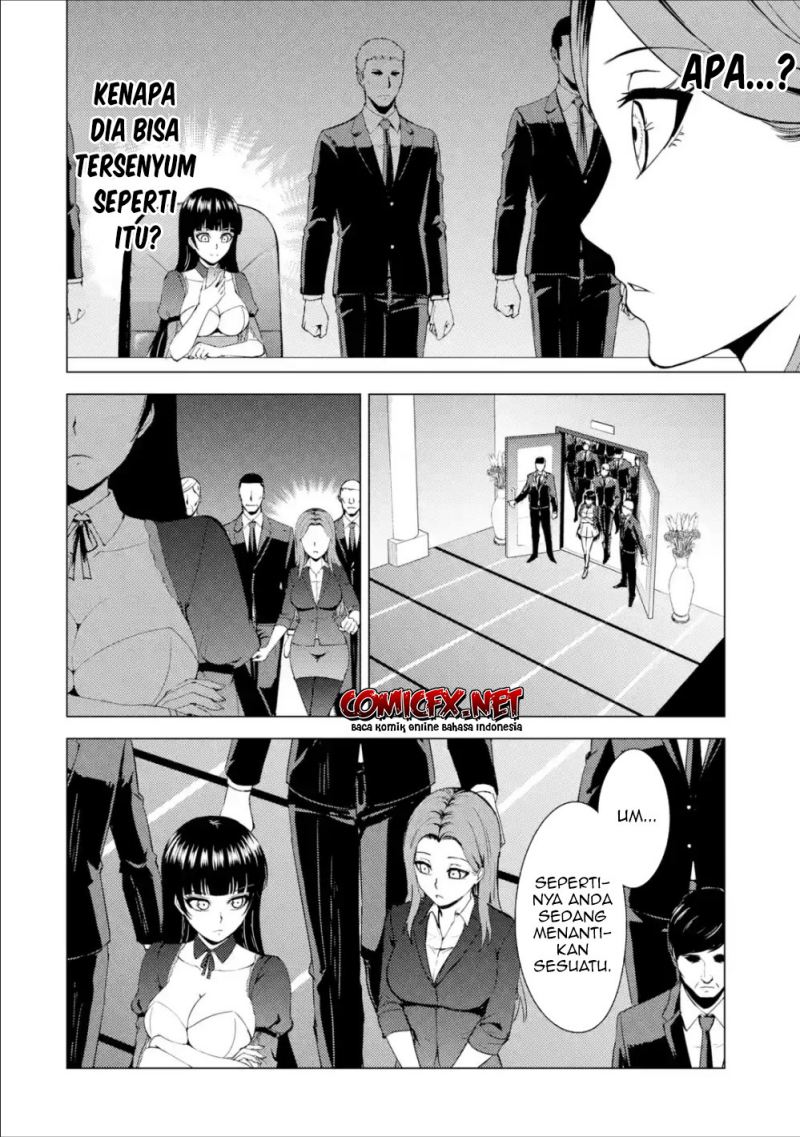 APA...?
KENAPA
DIA BISA
TERSENYUM
SEPERTI
ITU?
COMICFX.NET
Baca Komik Online Bahasa Indonesia
UM...
SEPERTI-
NYA ANDA
SEDANG
MENANTI-
KAN
SESUATU.